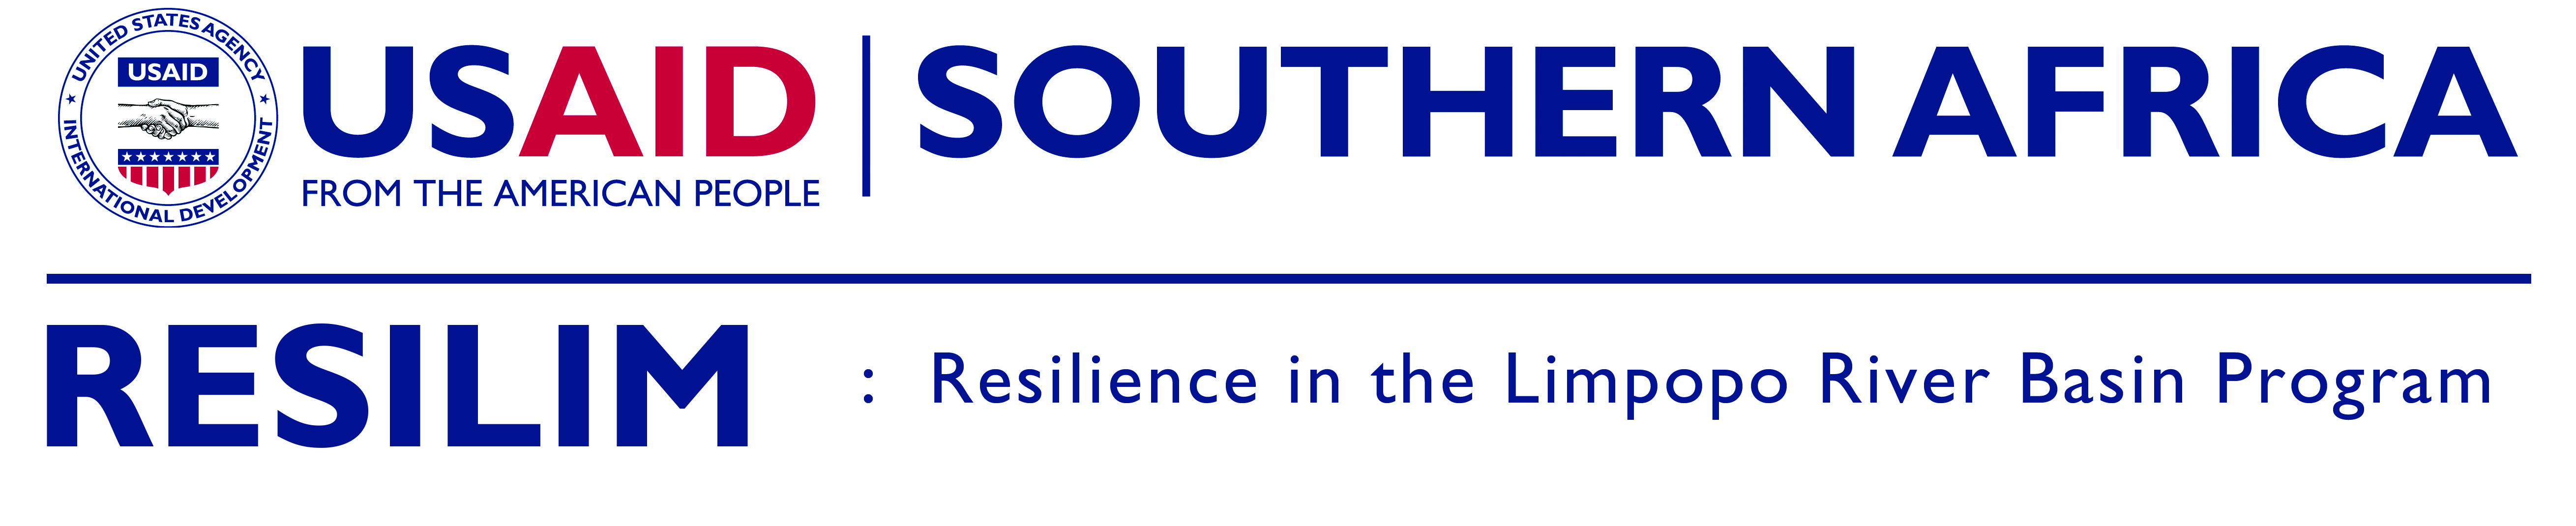 UNITED STATES AGENCY
USAID
INTERNATIONAL DEVELOPMENT
USAID
FROM THE AMERICAN PEOPLE
SOUTHERN AFRICA
RESILIM : Resilience in the Limpopo River Basin Program